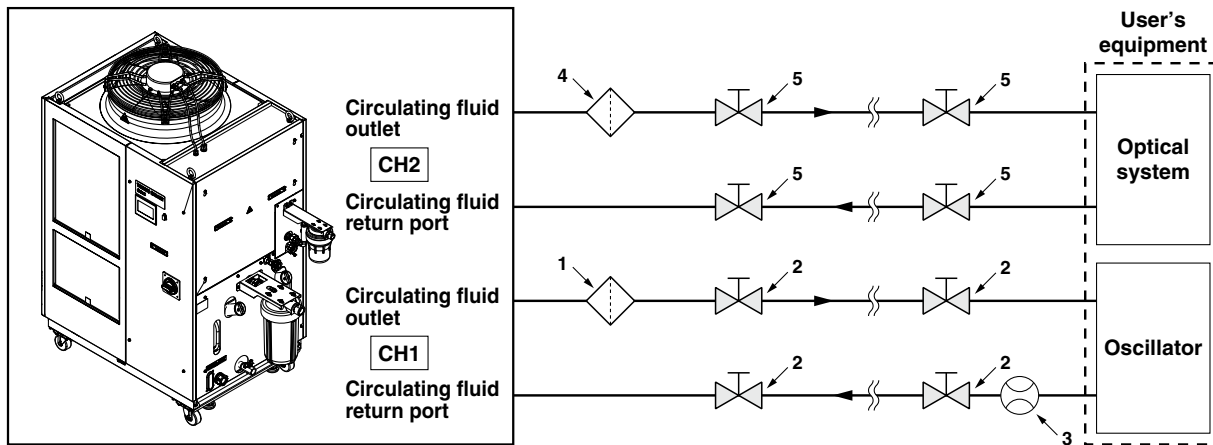 User's
equipment
4
5
5
Circulating fluid
outlet
CH2
Optical
system
5
5
Circulating fluid
return port
1
2
2
Circulating fluid
outlet
CH1
Oscillator
2
2
Circulating fluid
return port
3